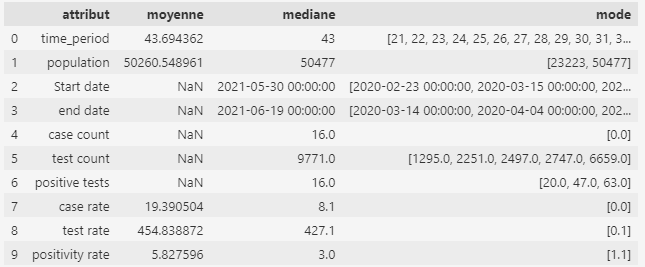 attribut moyenne mediane mode
0 time_period 43.694362 43 [21, 22, 23, 24, 25, 26, 27, 28, 29, 30, 31, 3...
1 population 50260.548961 50477 [23223, 50477]
2 Start date NaN 2021-05-30 00:00:00 [2020-02-23 00:00:00, 2020-03-15 00:00:00, 202...
3 end date NaN 2021-06-19 00:00:00 [2020-03-14 00:00:00, 2020-04-04 00:00:00, 202...
4 case count NaN 16.0 [0.0]
5 test count NaN 9771.0 [1295.0, 2251.0, 2497.0, 2747.0, 6659.0]
6 positive tests NaN 16.0 [20.0, 47.0, 63.0]
7 case rate 19.390504 8.1 [0.0]
8 test rate 454.838872 427.1 [0.1]
9 positivity rate 5.827596 3.0 [1.1]